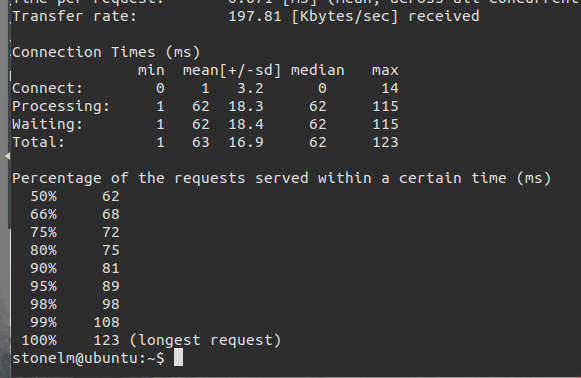 Transfer rate:          197.81 [Kbytes/sec] received
Connection Times (ms)
              min  mean[+/-sd] median   max
Connect:        0    1   3.2      0      14
Processing:     1   62  18.3     62     115
Waiting:        1   62  18.4     62     115
Total:          1   63  16.9     62     123
Percentage of the requests served within a certain time (ms)
  50%     62
  66%     68
  75%     72
  80%     75
  90%     81
  95%     89
  98%     98
  99%    108
 100%    123 (longest request)
stonelm@ubuntu:~$